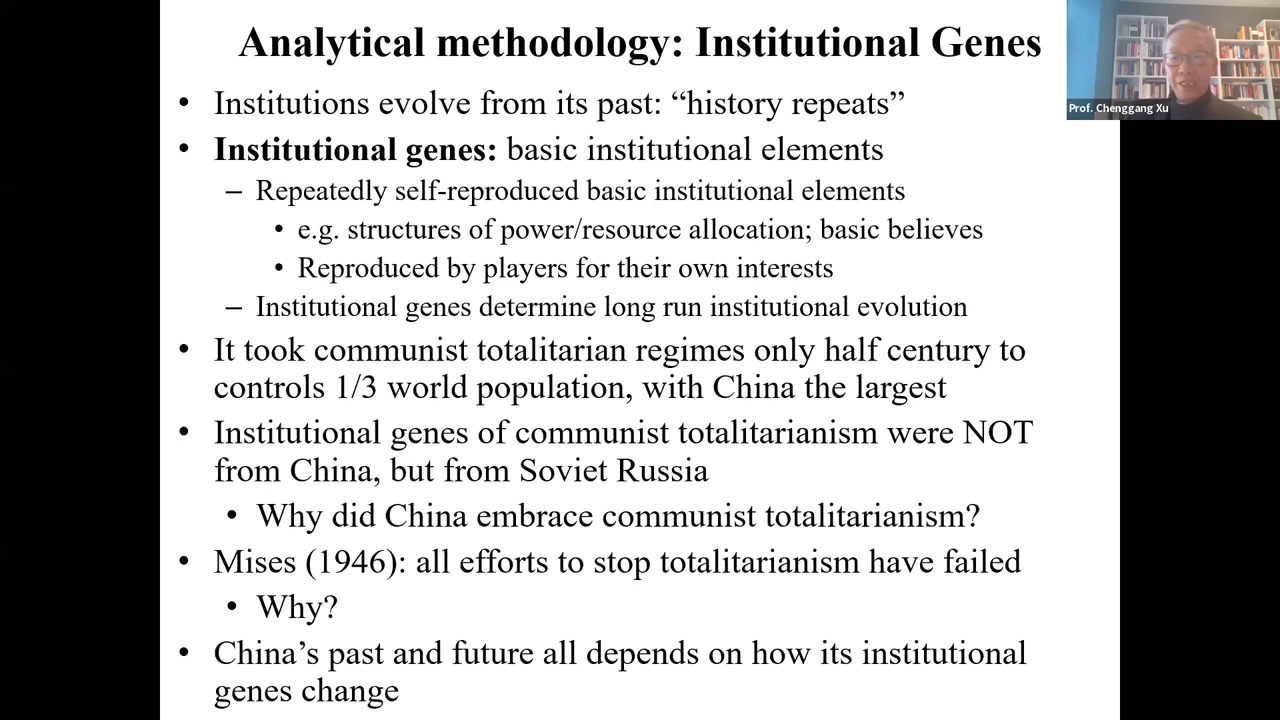 Analytical methodology: Institutional Genes
Prof. Chenggang Xu
• Institutions evolve from its past: “history repeats”
• Institutional genes: basic institutional elements
– Repeatedly self-reproduced basic institutional elements
• e.g. structures of power/resource allocation; basic believes
• Reproduced by players for their own interests
– Institutional genes determine long run institutional evolution
• It took communist totalitarian regimes only half century to
controls 1/3 world population, with China the largest
• Institutional genes of communist totalitarianism were NOT
from China, but from Soviet Russia
• Why did China embrace communist totalitarianism?
• Mises (1946): all efforts to stop totalitarianism have failed
• Why?
• China’s past and future all depends on how its institutional
genes change